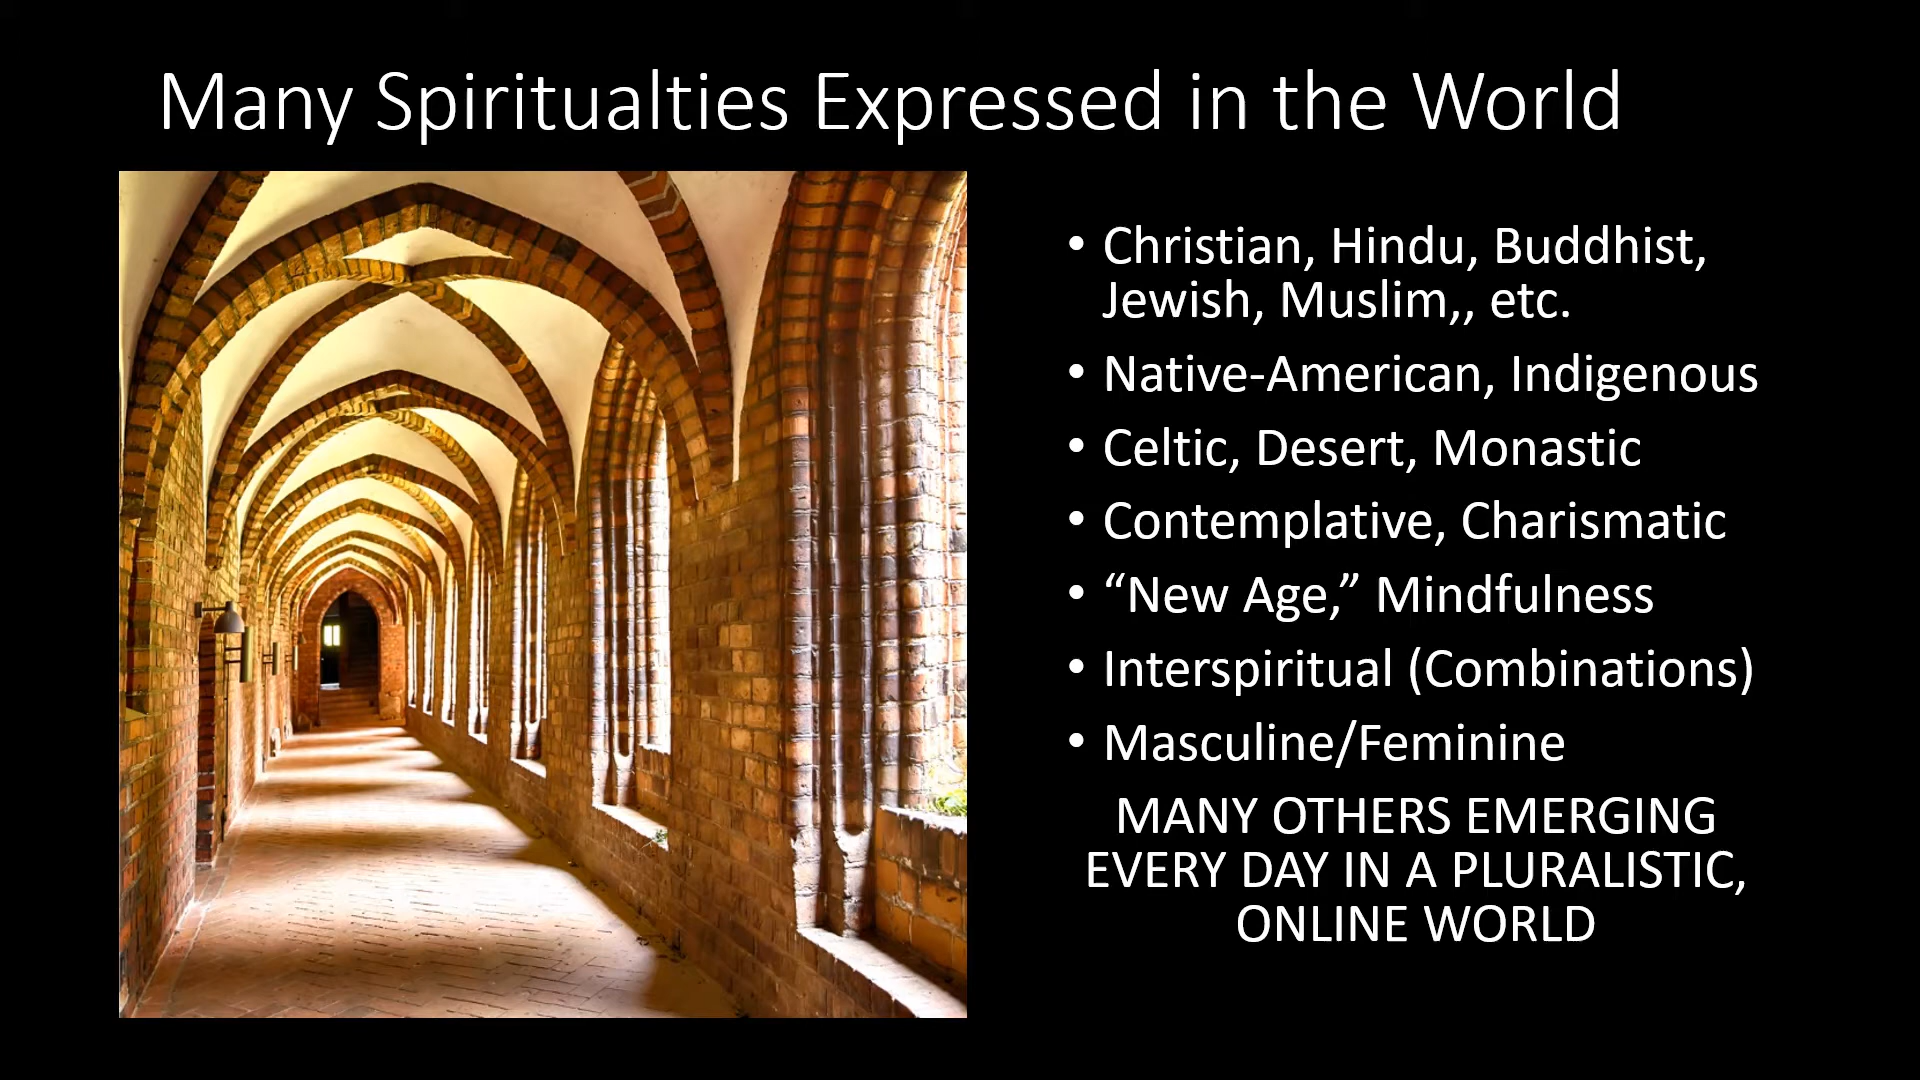 Many Spiritualties Expressed in the World
• Christian, Hindu, Buddhist,
Jewish, Muslim,, etc.
• Native-American, Indigenous
• Celtic, Desert, Monastic
• Contemplative, Charismatic
• “New Age,” Mindfulness
• Interspiritual (Combinations)
• Masculine/Feminine
MANY OTHERS EMERGING
EVERY DAY IN A PLURALISTIC,
ONLINE WORLD